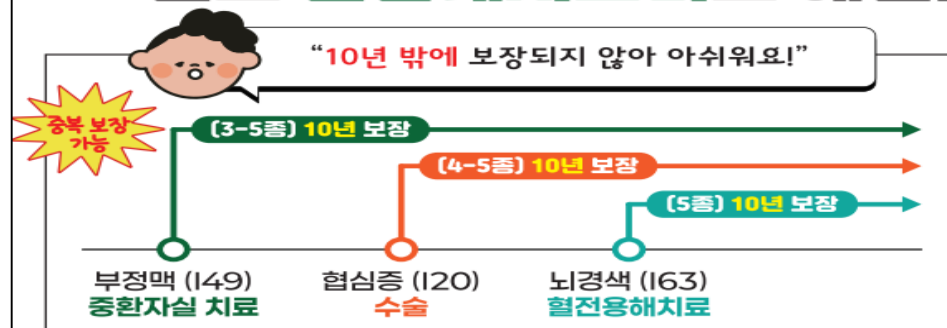 “10년 밖에 보장되지 않아 아쉬워요!”
중복 보장
가능
(3-5종) 10년 보장
(4-5종) 10년 보장
(5종) 10년 보장
부정맥 (I49)
중환자실 치료
협심증 (I20)
수술
뇌경색 (I63)
혈전용해치료